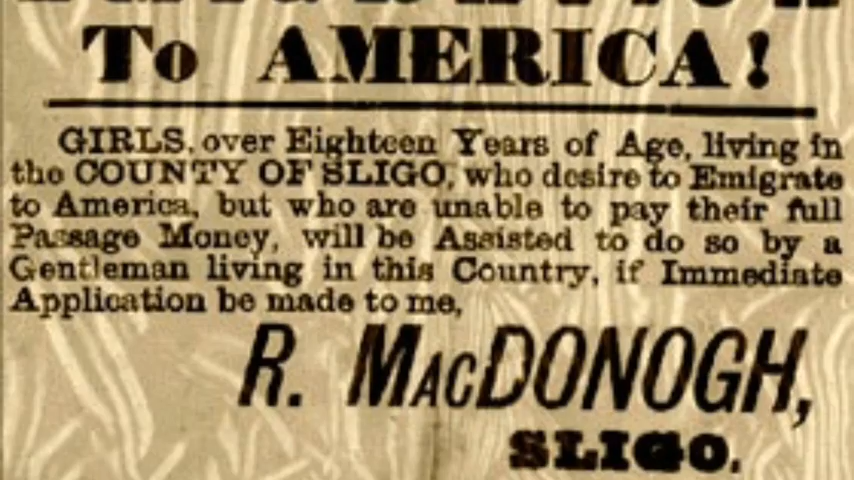 To AMERICA!
GIRLS, over Eighteen Years of Age, living in
the COUNTY OF SLIGO, who desire to Emigrate
to America, but who are unable to pay their full
Passage Money, will be Assisted to do so by a
Gentleman living in this Country, if Immediate
Application be made to me,
R. MACDONOGH,
SLIGO.